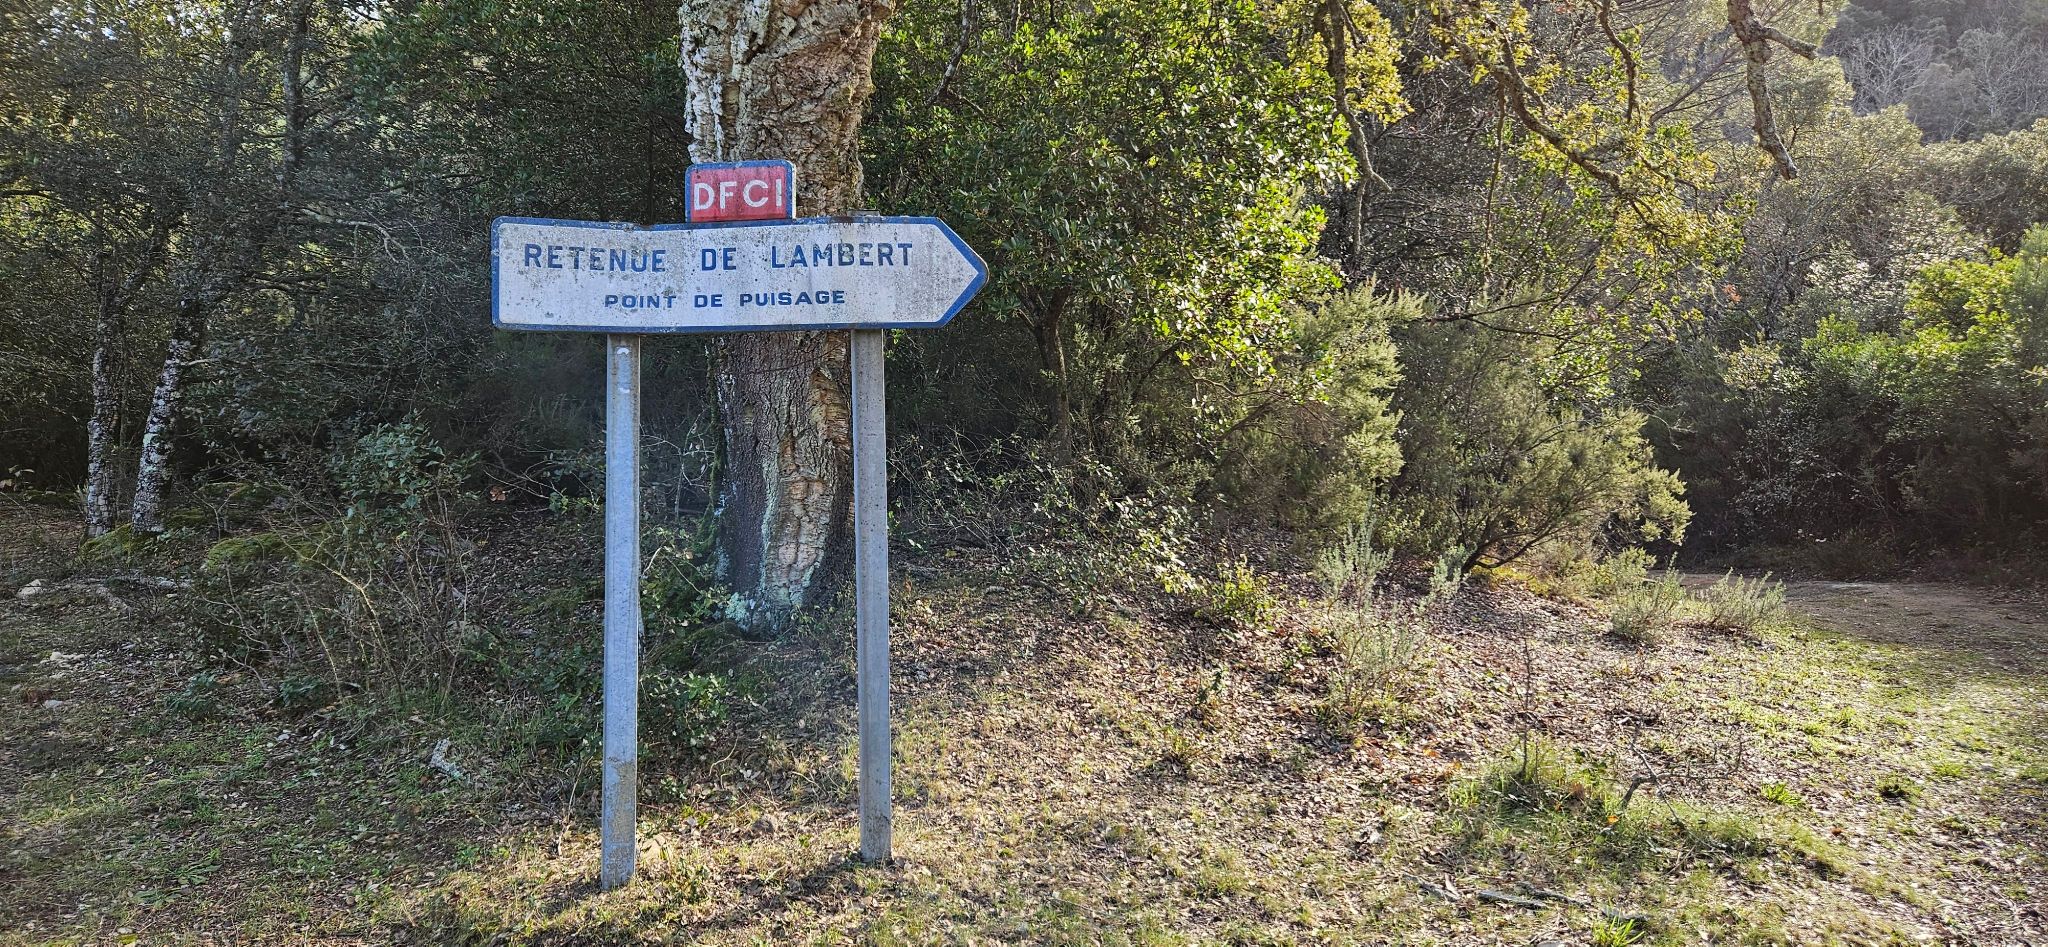 DFCI
RETENUE DE LAMBERT
POINT DE PUISAGE